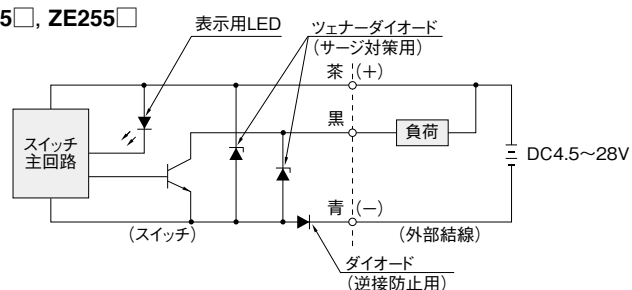 5□, ZE255□
表示用LED
ツェナーダイオード
(サージ対策用)
茶 (+)
黒
負荷
スイッチ
主回路
DC4.5〜28V
青 (−)
(スイッチ)
(外部結線)
ダイオード
(逆接防止用)